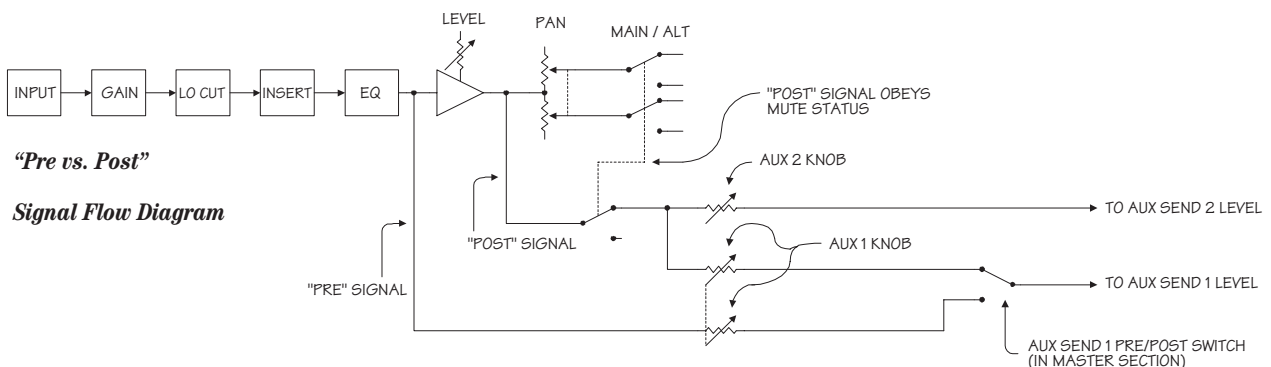 LEVEL
PAN
MAIN / ALT
INPUT
GAIN
LO CUT
INSERT
EQ
"POST" SIGNAL OBEYS
MUTE STATUS
"Pre vs. Post"
Signal Flow Diagram
AUX 2 KNOB
TO AUX SEND 2 LEVEL
"POST" SIGNAL
AUX 1 KNOB
"PRE" SIGNAL
TO AUX SEND 1 LEVEL
AUX SEND 1 PRE/POST SWITCH
(IN MASTER SECTION)